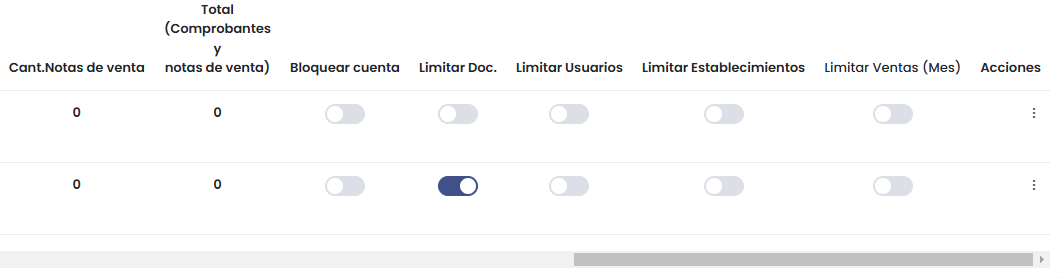 Total
(Comprobantes
y
Cant.Notas de venta notas de venta) Bloquear cuenta Limitar Doc. Limitar Usuarios Limitar Establecimientos Limitar Ventas (Mes) Acciones
0 0
0 0